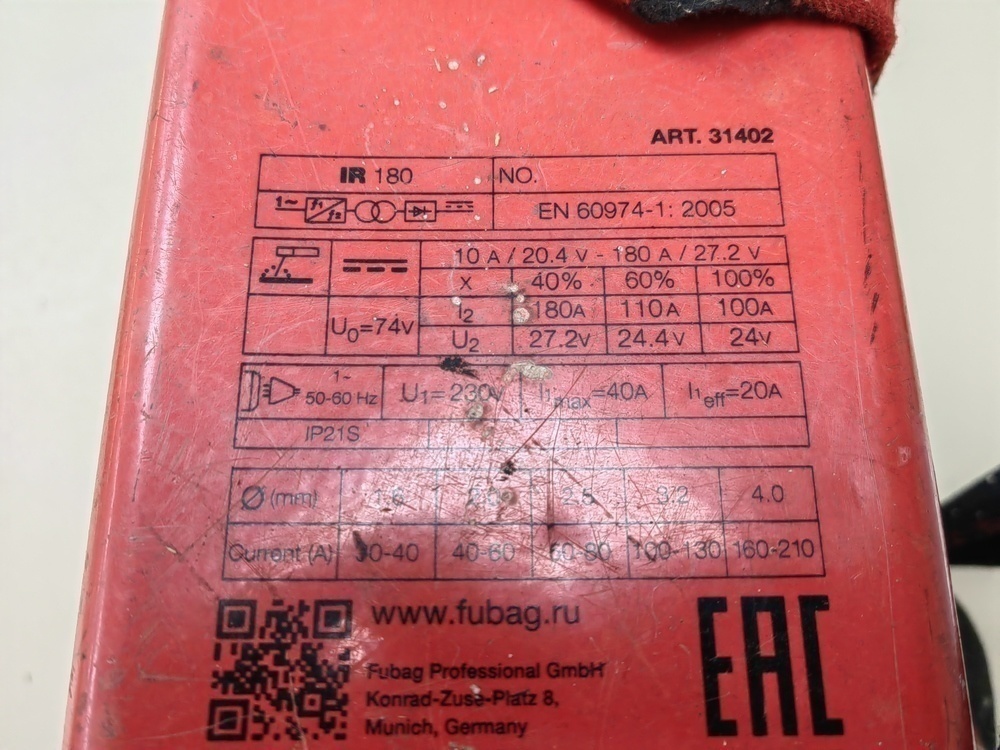 ART. 31402
IR 180 NO.
1~ f1 f2 EN 60974-1: 2005
10 A / 20.4 v - 180 A / 27.2 v
X 40% 60% 100%
U0=74v I2 180A 110A 100A
U2 27.2v 24.4v 24v
1~
50-60 Hz U1=230v I1max=40A I1eff=20A
IP21S
Ø (mm) 2.5 3/2 4.0
Current (A) 30-40 40-60 60-80 100-130 160-210
www.fubag.ru
Fubag Professional GmbH
Konrad-Zuse-Platz 8,
Munich, Germany
EAC